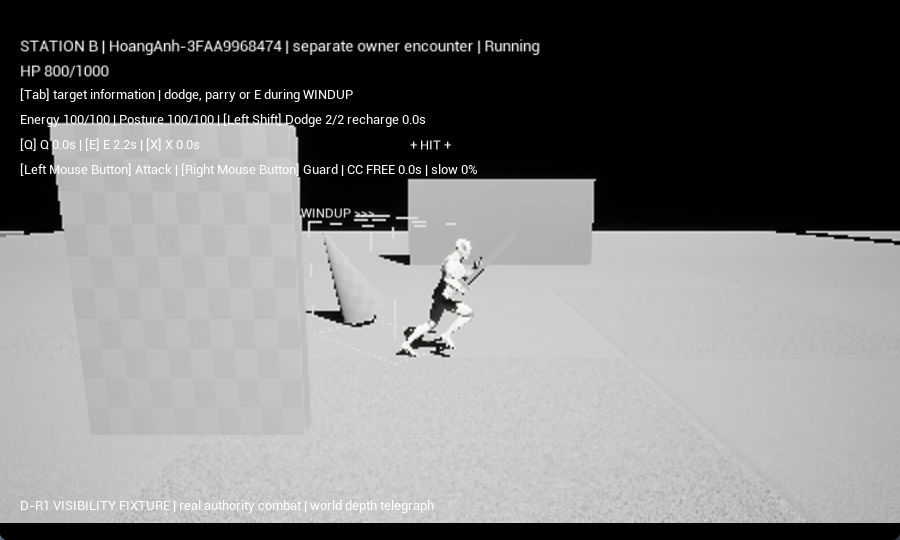 STATION B | HoangAnh-3FAA9968474 | separate owner encounter | Running
HP 800/1000
[Tab] target information | dodge, parry or E during WINDUP
Energy 100/100 | Posture 100/100 | [Left Shift] Dodge 2/2 recharge 0.0s
[Q] Q 0.0s | [E] E 2.2s | [X] X 0.0s
+ HIT +
[Left Mouse Button] Attack | [Right Mouse Button] Guard | CC FREE 0.0s | slow 0%
WINDUP >>>
D-R1 VISIBILITY FIXTURE | real authority combat | world depth telegraph